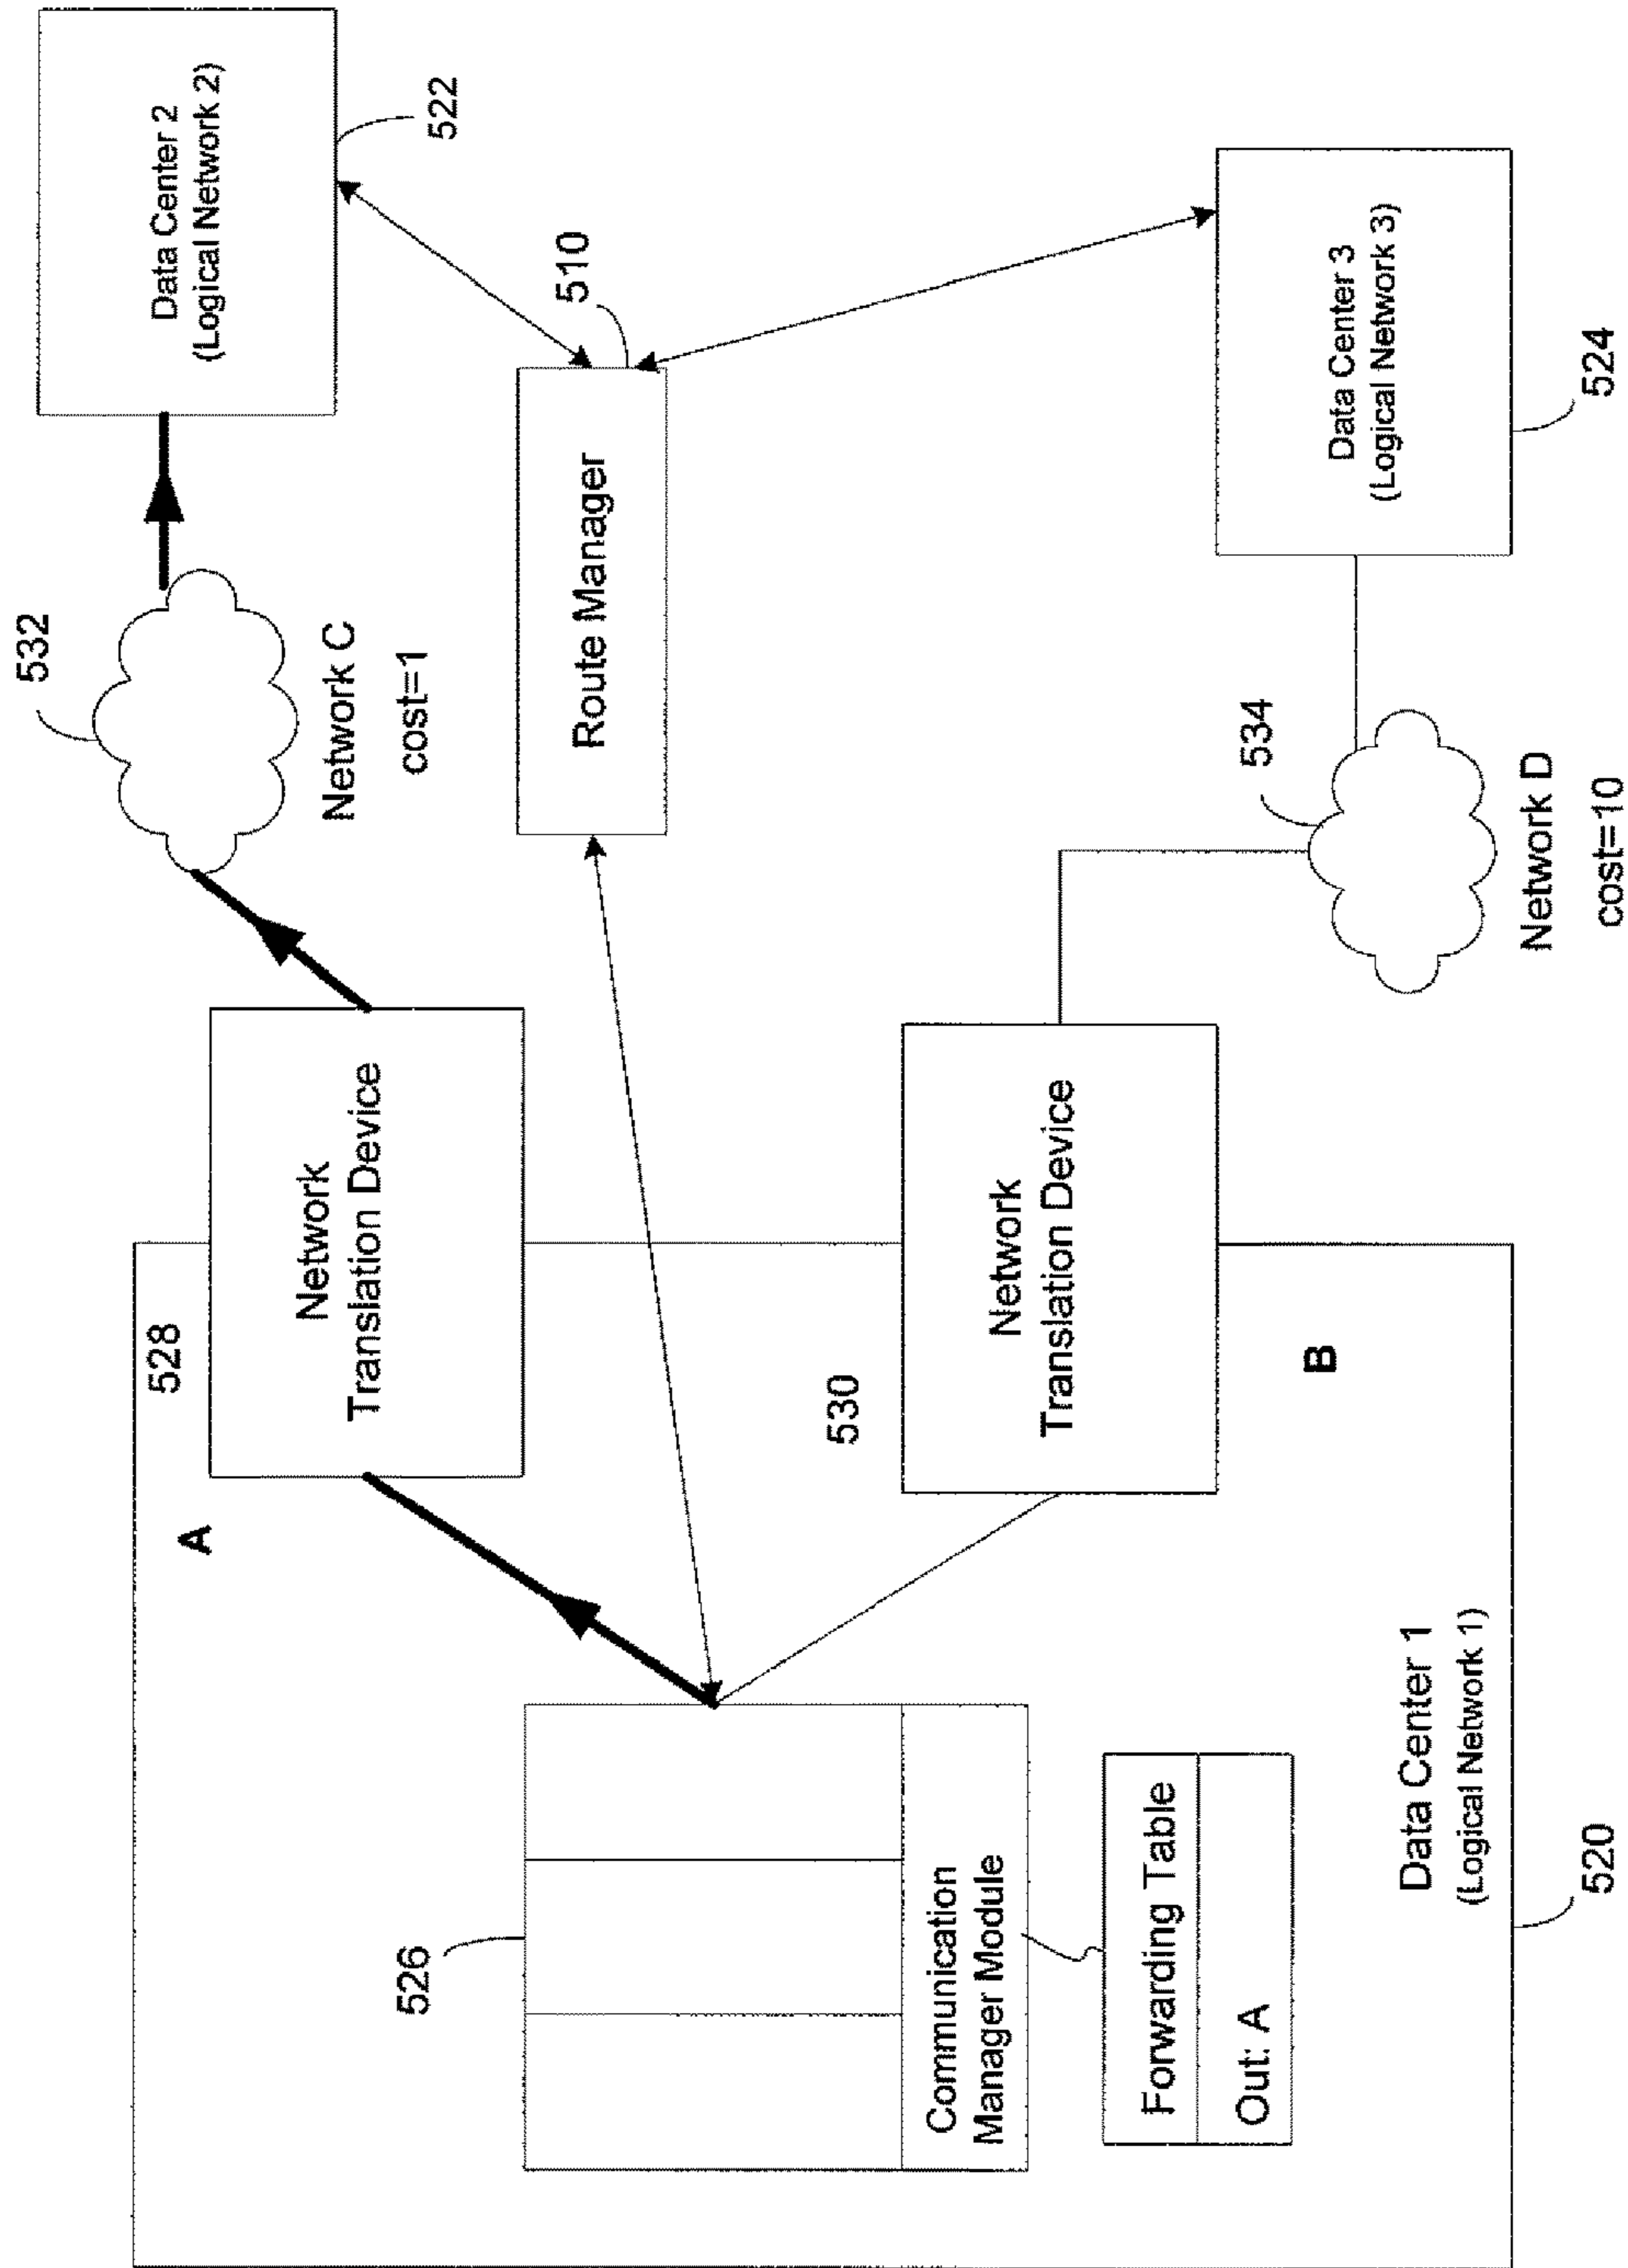 532
Network C
cost=1
Data Center 2
(Logical Network 2)
522
528
A
Network
Translation Device
510
Route Manager
526
Communication
Manager Module
Forwarding Table
Out: A
530
Network
Translation Device
B
534
Network D
cost=10
Data Center 3
(Logical Network 3)
524
Data Center 1
(Logical Network 1)
520